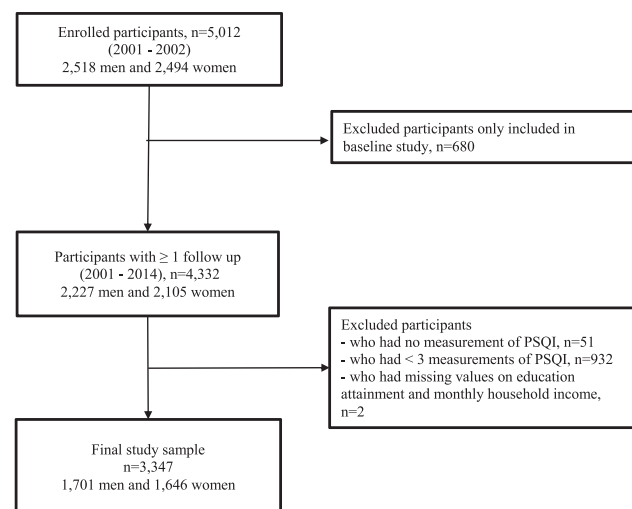 Enrolled participants, n=5,012
(2001 - 2002)
2,518 men and 2,494 women
Excluded participants only included in
baseline study, n=680
Participants with ≥ 1 follow up
(2001 - 2014), n=4,332
2,227 men and 2,105 women
Excluded participants
- who had no measurement of PSQI, n=51
- who had < 3 measurements of PSQI, n=932
- who had missing values on education
attainment and monthly household income,
n=2
Final study sample
n=3,347
1,701 men and 1,646 women